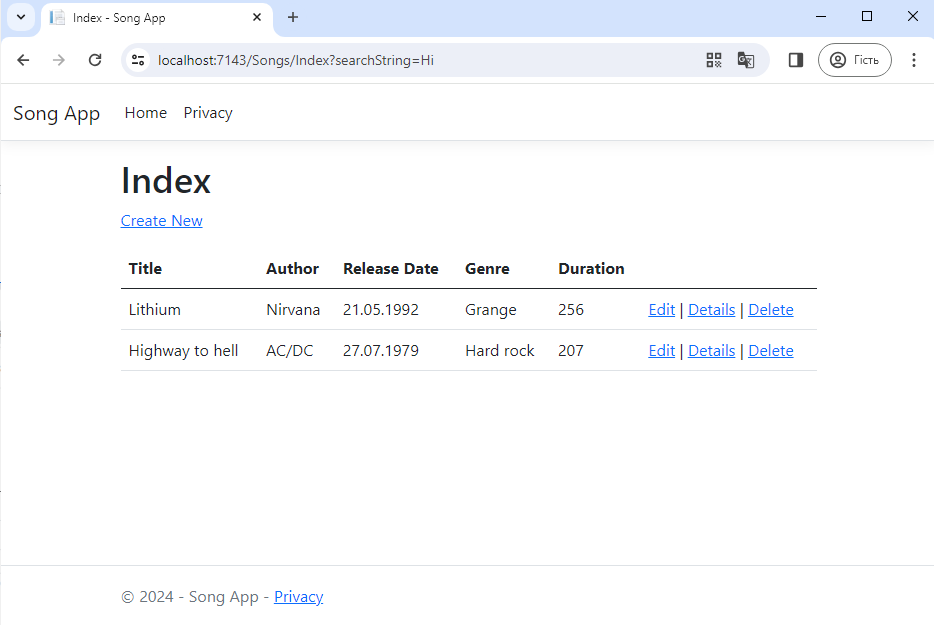 Index - Song App
localhost:7143/Songs/Index?searchString=Hi
Гість
Song App Home Privacy
Index
Create New
Title Author Release Date Genre Duration
Lithium Nirvana 21.05.1992 Grange 256 Edit | Details | Delete
Highway to hell AC/DC 27.07.1979 Hard rock 207 Edit | Details | Delete
© 2024 - Song App - Privacy